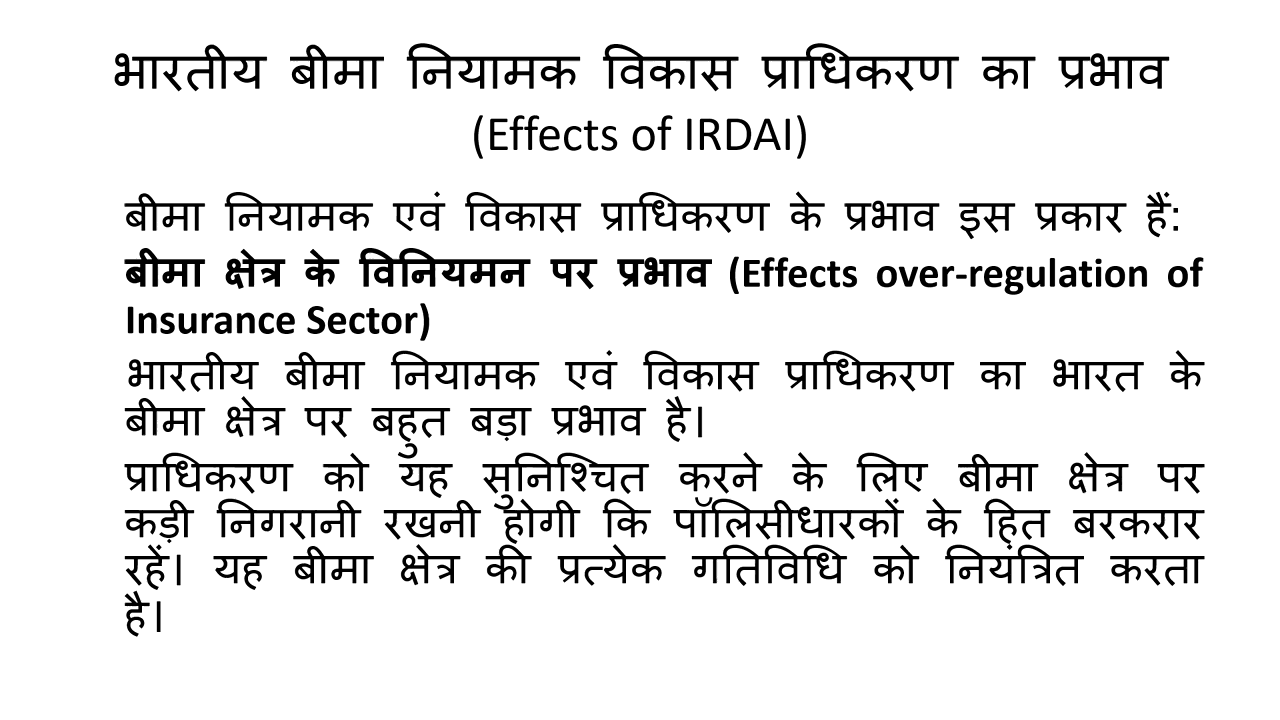 भारतीय बीमा नियामक विकास प्राधिकरण का प्रभाव
(Effects of IRDAI)
बीमा नियामक एवं विकास प्राधिकरण के प्रभाव इस प्रकार हैं:
बीमा क्षेत्र के विनियमन पर प्रभाव (Effects over-regulation of
Insurance Sector)
भारतीय बीमा नियामक एवं विकास प्राधिकरण का भारत के
बीमा क्षेत्र पर बहुत बड़ा प्रभाव है।
प्राधिकरण को यह सुनिश्चित करने के लिए बीमा क्षेत्र पर
कड़ी निगरानी रखनी होगी कि पॉलिसीधारकों के हित बरकरार
रहें। यह बीमा क्षेत्र की प्रत्येक गतिविधि को नियंत्रित करता
है।